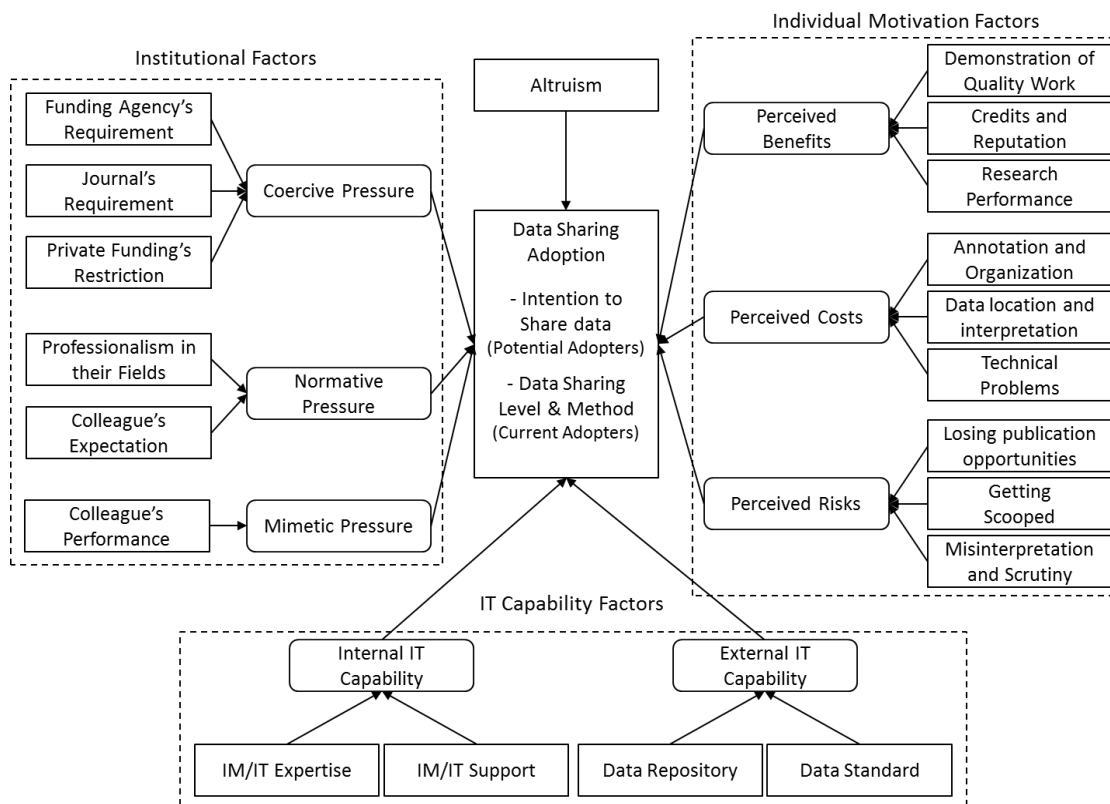 Institutional Factors
Funding Agency's
Requirement
Journal's
Requirement
Private Funding's
Restriction
Coercive Pressure
Professionalism in
their Fields
Colleague's
Expectation
Normative
Pressure
Colleague's
Performance
Mimetic Pressure
Altruism
Data Sharing
Adoption
- Intention to
Share data
(Potential Adopters)
- Data Sharing
Level & Method
(Current Adopters)
Individual Motivation Factors
Perceived
Benefits
Demonstration of
Quality Work
Credits and
Reputation
Research
Performance
Perceived Costs
Annotation and
Organization
Data location and
interpretation
Technical
Problems
Perceived Risks
Losing publication
opportunities
Getting
Scooped
Misinterpretation
and Scrutiny
IT Capability Factors
Internal IT
Capability
External IT
Capability
IM/IT Expertise
IM/IT Support
Data Repository
Data Standard